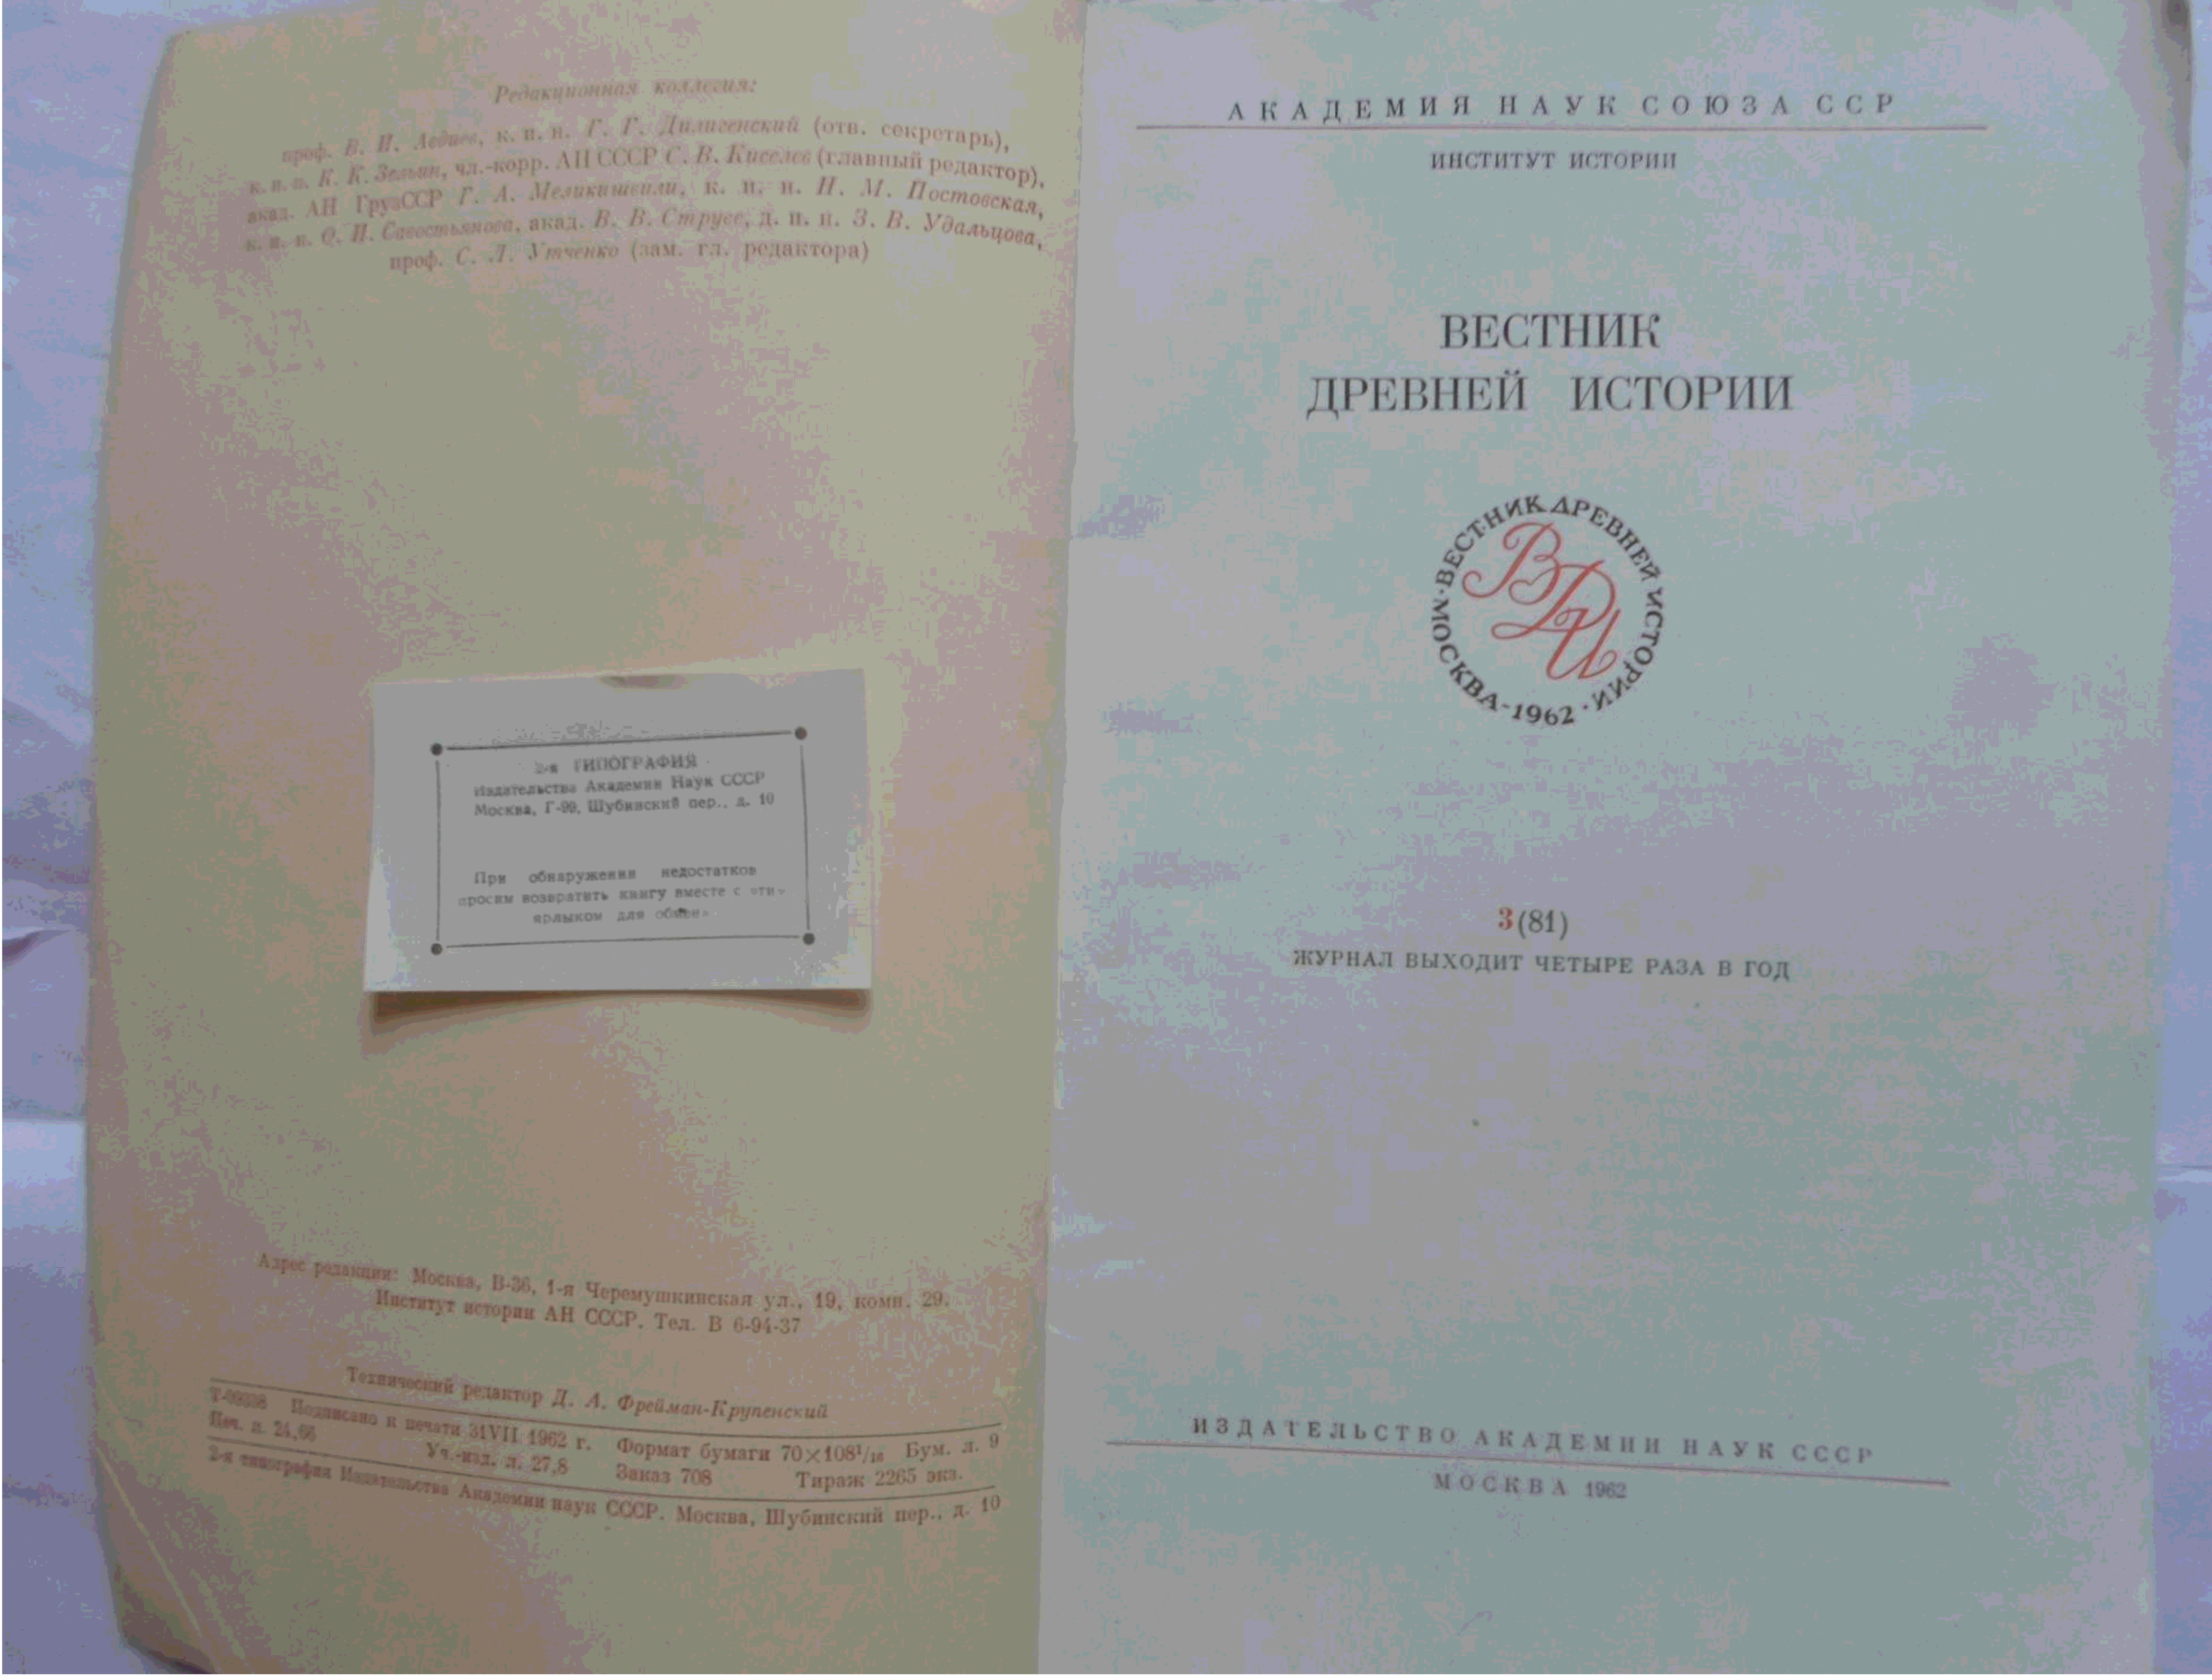 Редакционная коллегия:
проф. В. И. Авдиев, к. и. н. Г. Г. Дилигенский (отв. секретарь),
к. и. н. К. К. Зельин, чл.-корр. АН СССР С. В. Киселев (главный редактор),
акад. АН ГрузССР Г. А. Меликишвили, к. и. н. Н. М. Постовская,
к. и. н. О. И. Савостьянова, акад. В. В. Струве, д. и. н. З. В. Удальцова,
проф. С. Л. Утченко (зам. гл. редактора)
2-я ТИПОГРАФИЯ
Издательства Академии Наук СССР
Москва, Г-99, Шубинский пер., д. 10
При обнаружении недостатков
просим возвратить книгу вместе с этим
ярлыком для обмена
Адрес редакции: Москва, В-36, 1-я Черемушкинская ул., 19, комн. 29.
Институт истории АН СССР. Тел. В 6-94-37
Технический редактор Д. А. Фрейман-Крупенский
Подписано к печати 31VII 1962 г. Формат бумаги 70×108¹/₁₆ Бум. л. 9
Печ. л. 24,66 Уч.-изд. л. 27,8 Заказ 708 Тираж 2265 экз.
2-я типография Издательства Академии наук СССР. Москва, Шубинский пер., д. 10
АКАДЕМИЯ НАУК СОЮЗА ССР
ИНСТИТУТ ИСТОРИИ
ВЕСТНИК
ДРЕВНЕЙ ИСТОРИИ
ВЕСТНИК ДРЕВНЕЙ ИСТОРИИ · МОСКВА-1962 ·
ВДИ
3(81)
ЖУРНАЛ ВЫХОДИТ ЧЕТЫРЕ РАЗА В ГОД
ИЗДАТЕЛЬСТВО АКАДЕМИИ НАУК СССР
МОСКВА 1962